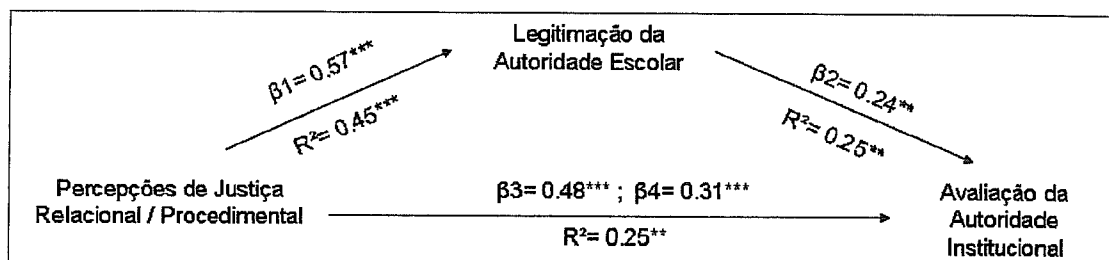 Legitimação da
Autoridade Escolar
β1= 0.57***
R²= 0.45***
β2= 0.24**
R²= 0.25**
Percepções de Justiça
Relacional / Procedimental
β3= 0.48*** ; β4= 0.31***
R²= 0.25**
Avaliação da
Autoridade
Institucional